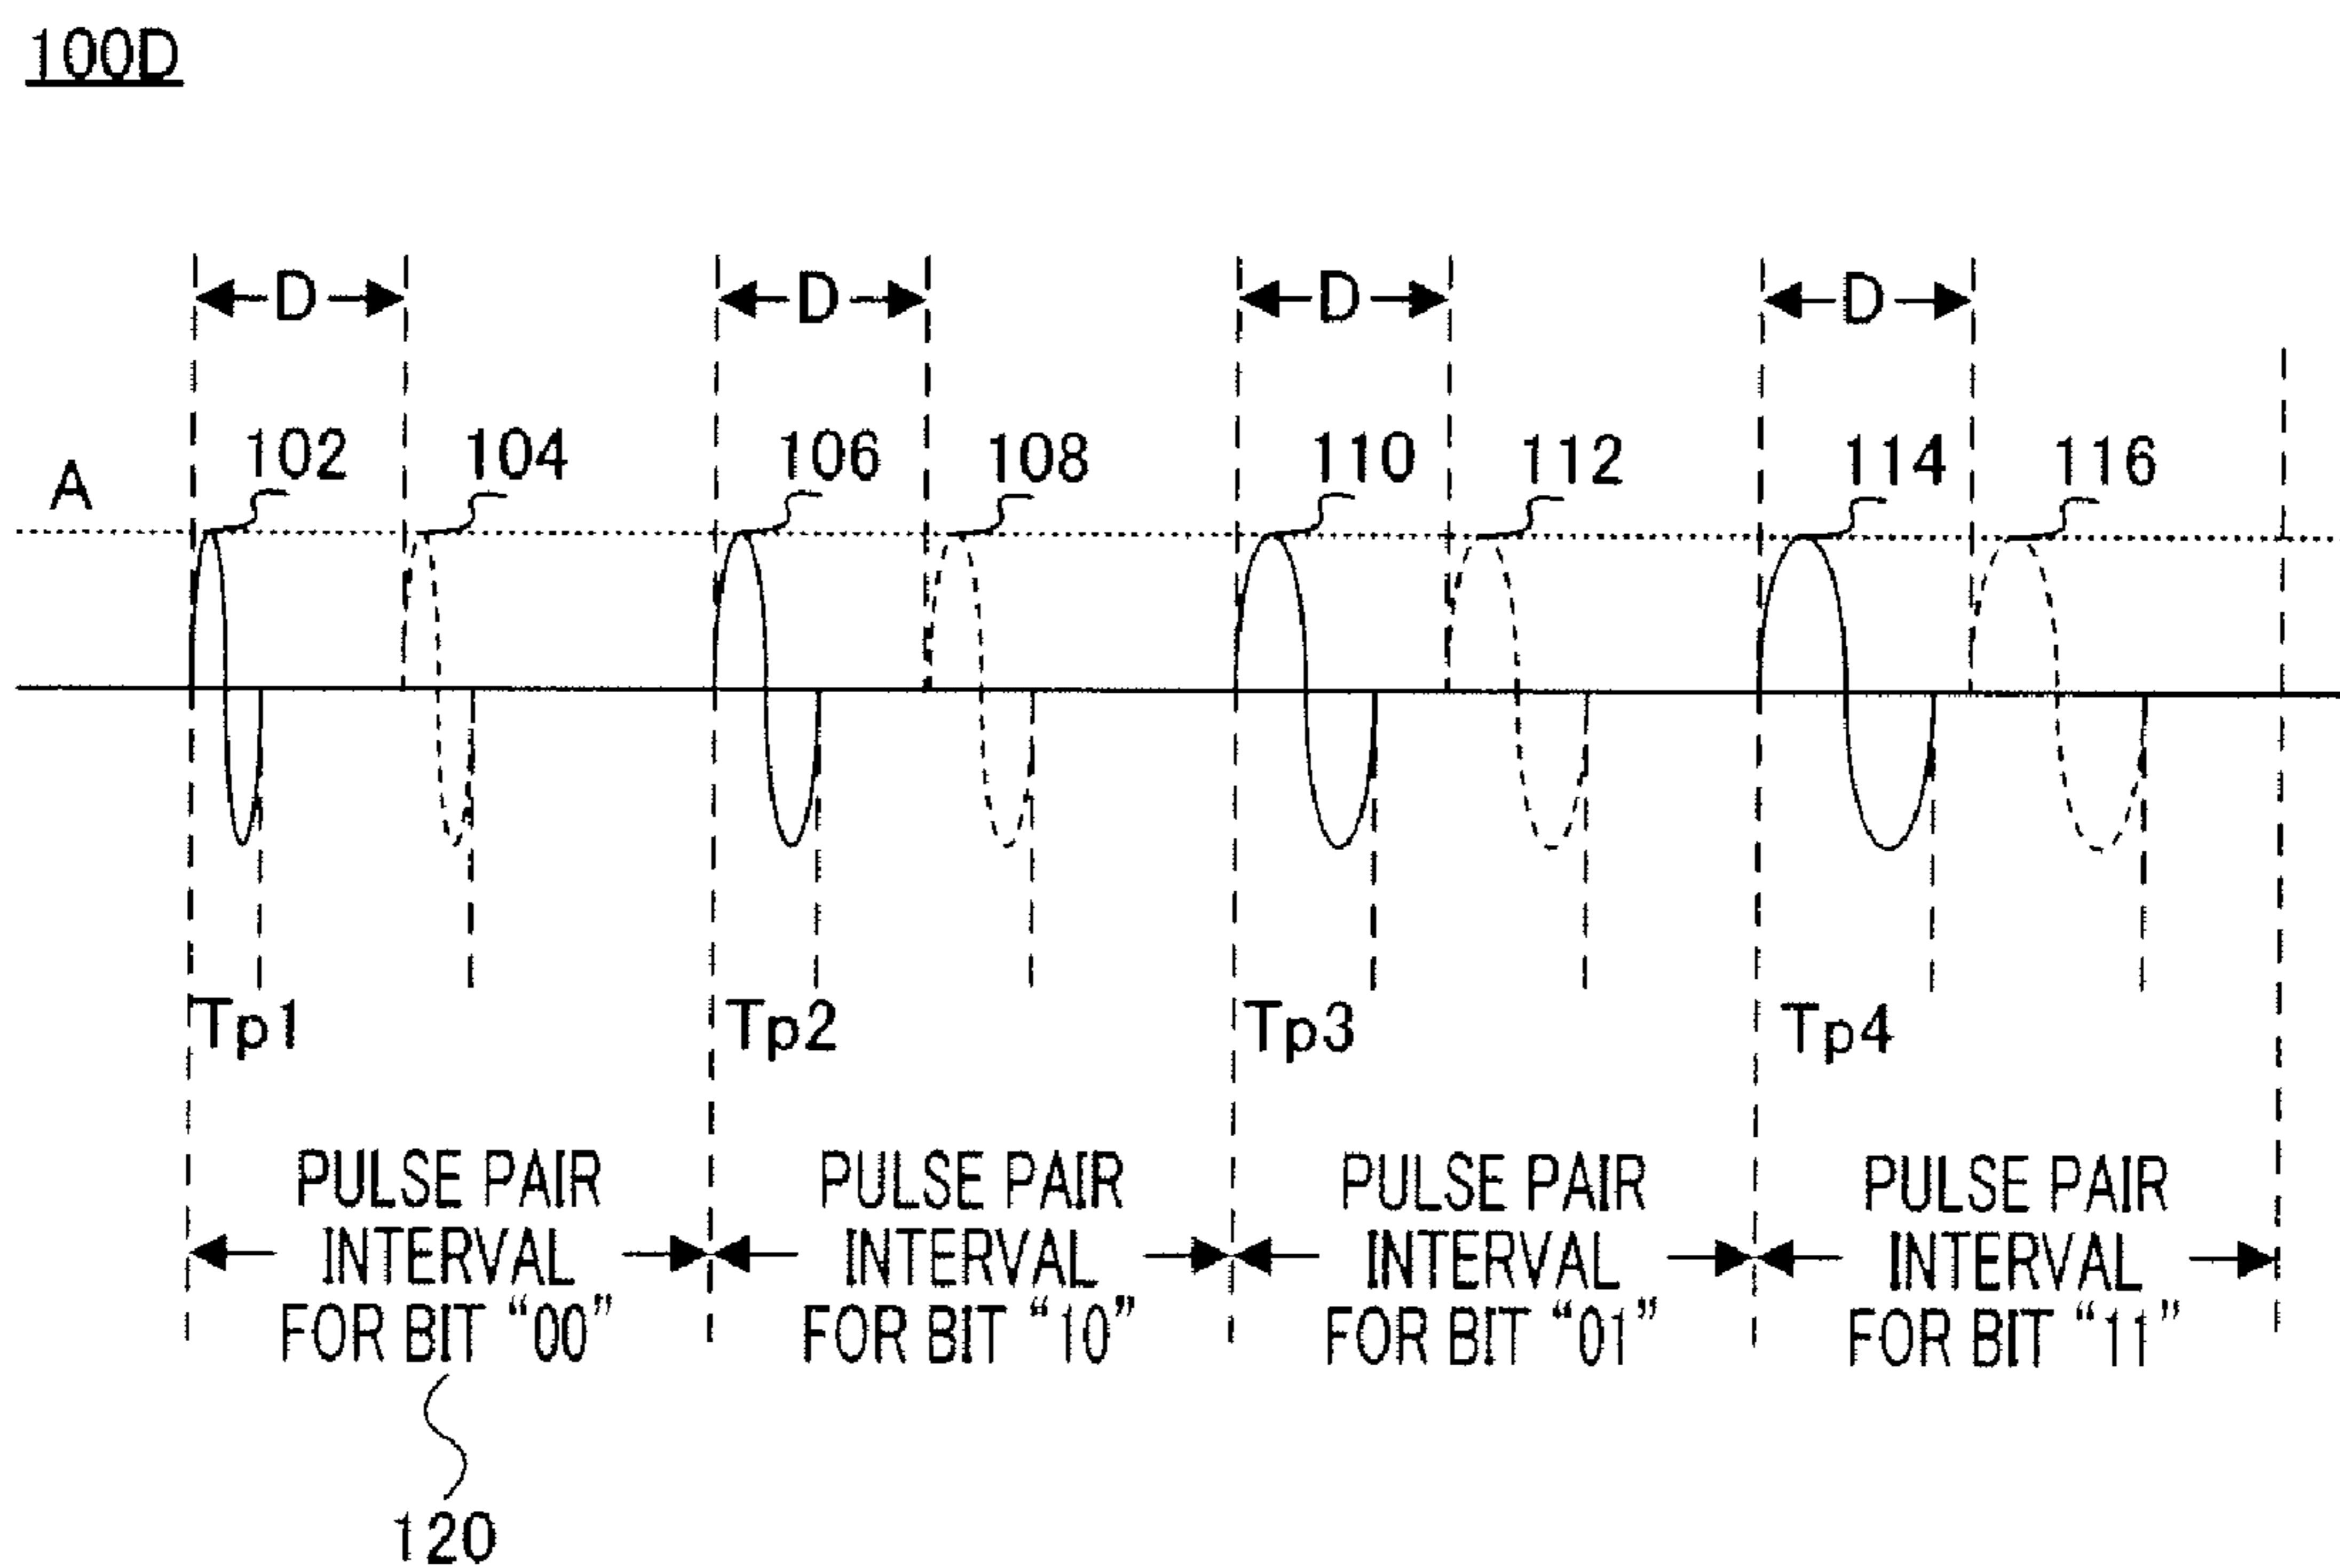 100D
D D D D
102 104 106 108 110 112 114 116
A
Tp1 Tp2 Tp3 Tp4
PULSE PAIR
INTERVAL
FOR BIT “00”
PULSE PAIR
INTERVAL
FOR BIT “10”
PULSE PAIR
INTERVAL
FOR BIT “01”
PULSE PAIR
INTERVAL
FOR BIT “11”
120